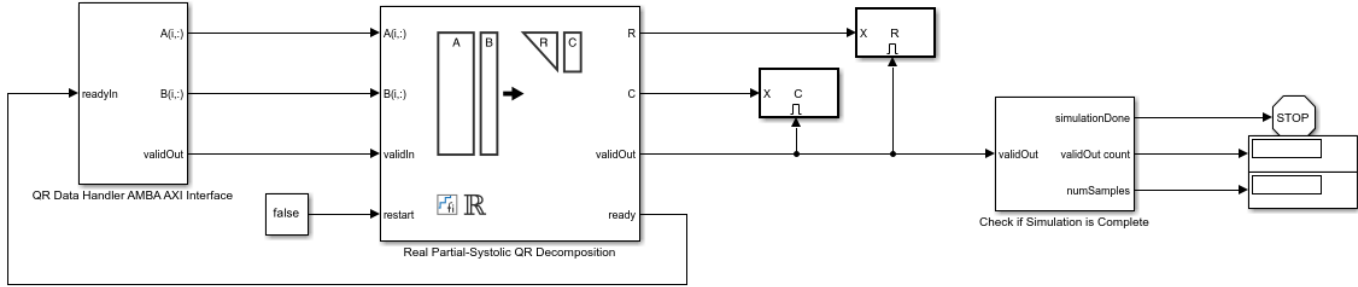 A(i,:)
readyIn
B(i,:)
validOut
QR Data Handler AMBA AXI Interface
false
A(i,:)
B(i,:)
validIn
restart
A
B
R
C
fi
ℝ
R
C
validOut
ready
Real Partial-Systolic QR Decomposition
X
C
X
R
validOut
simulationDone
validOut count
numSamples
Check if Simulation is Complete
STOP